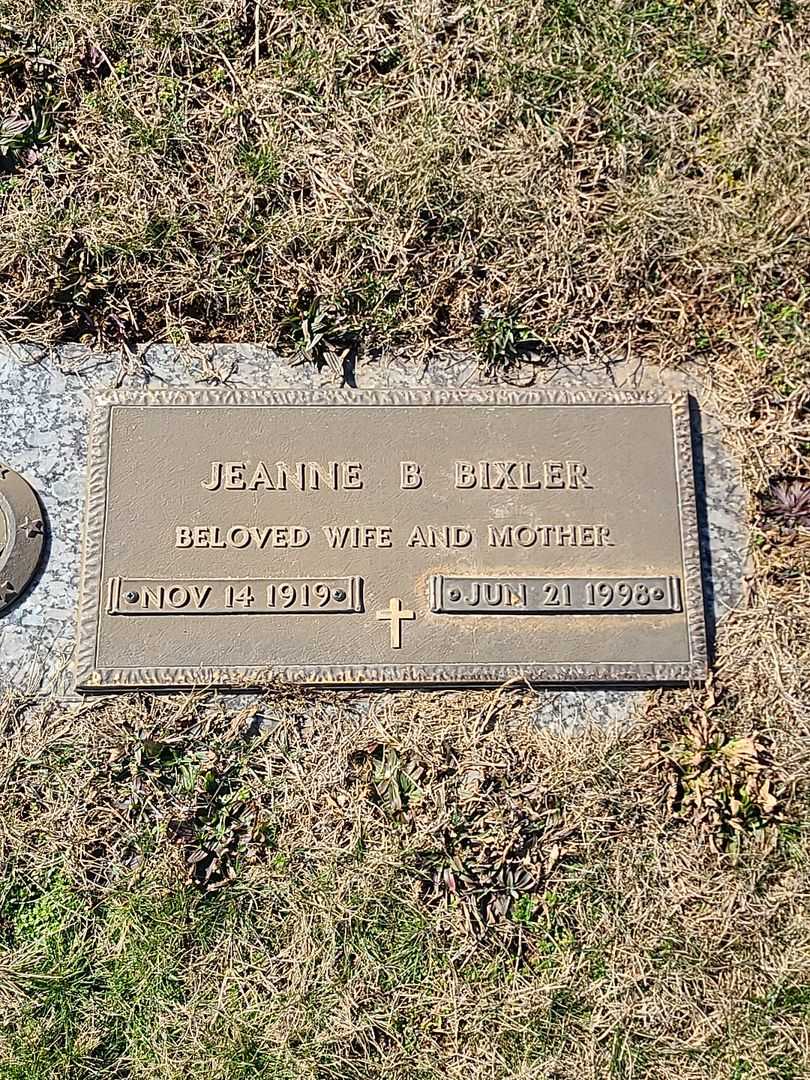 JEANNE B BIXLER
BELOVED WIFE AND MOTHER
NOV 14 1919 JUN 21 1998